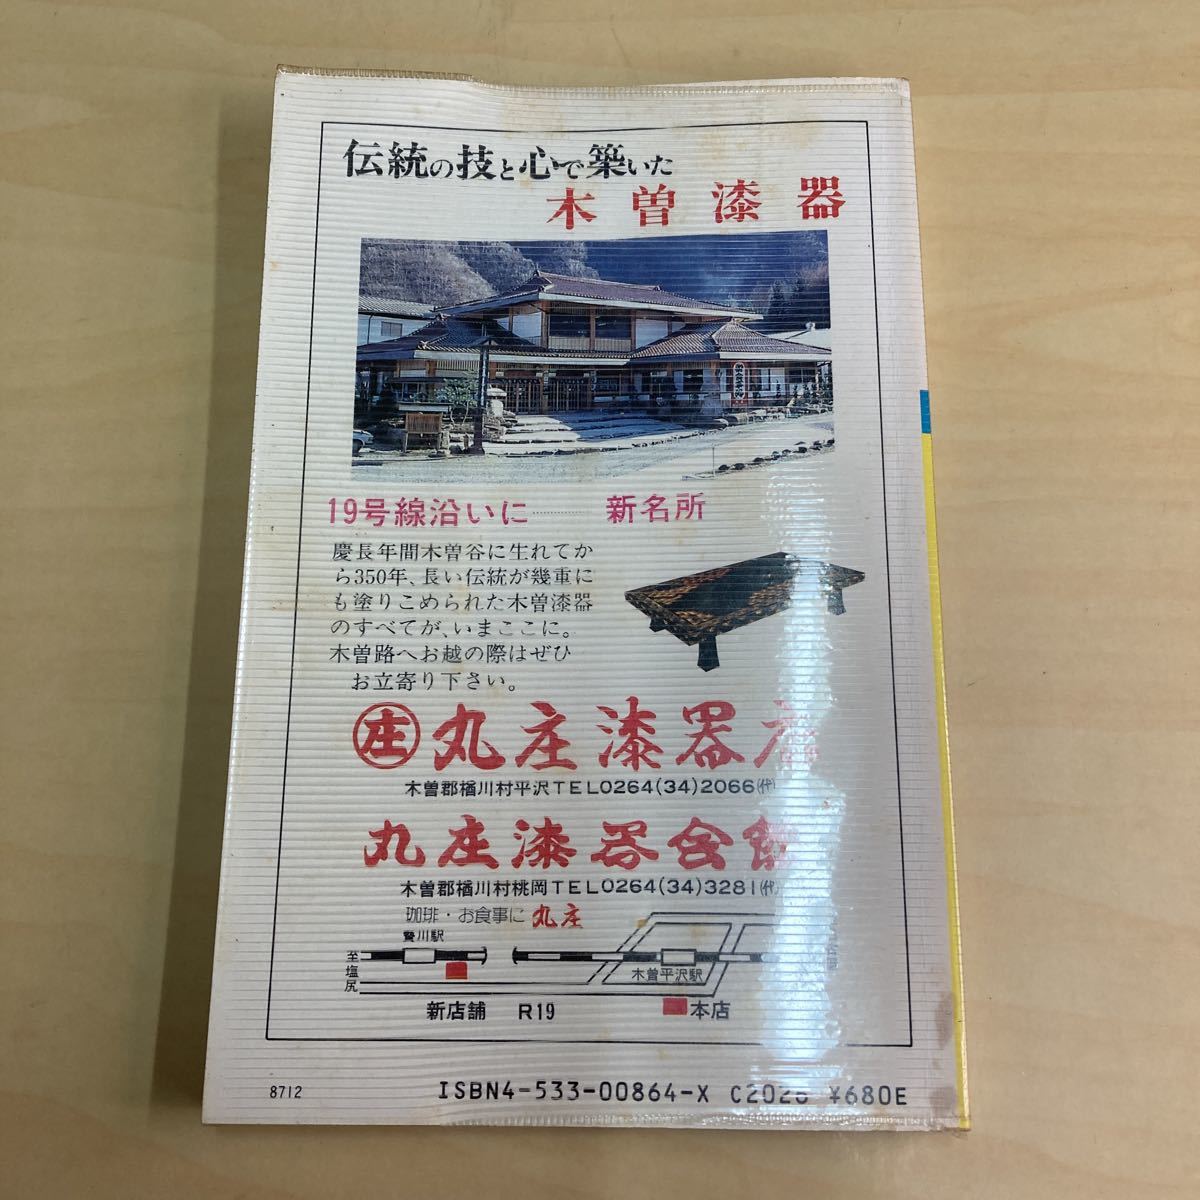 伝統の技と心で築いた
木曽漆器
19号線沿いに………新名所
慶長年間木曽谷に生れてか
ら350年、長い伝統が幾重に
も塗りこめられた木曽漆器
のすべてが、いまここに。
木曽路へお越の際はぜひ
お立寄り下さい。
庄 丸庄漆器店
木曽郡楢川村平沢TEL0264(34)2066㈹
丸庄漆器会館
木曽郡楢川村桃岡TEL0264(34)3281㈹
珈琲・お食事に 丸庄
贄川駅
至塩尻
木曽平沢駅
新店舗 R19
本店
8712
ISBN4-533-00864-X C2026 ¥680E